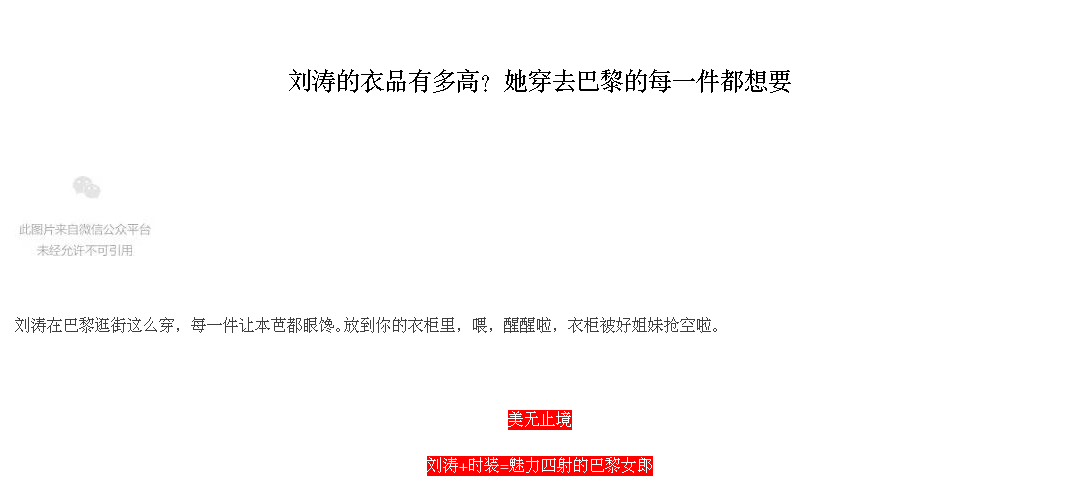 刘涛的衣品有多高？她穿去巴黎的每一件都想要
此图片来自微信公众平台
未经允许不可引用
刘涛在巴黎逛街这么穿，每一件让本芭都眼馋。放到你的衣柜里，喂，醒醒啦，衣柜被好姐妹抢空啦。
美无止境
刘涛+时装=魅力四射的巴黎女郎